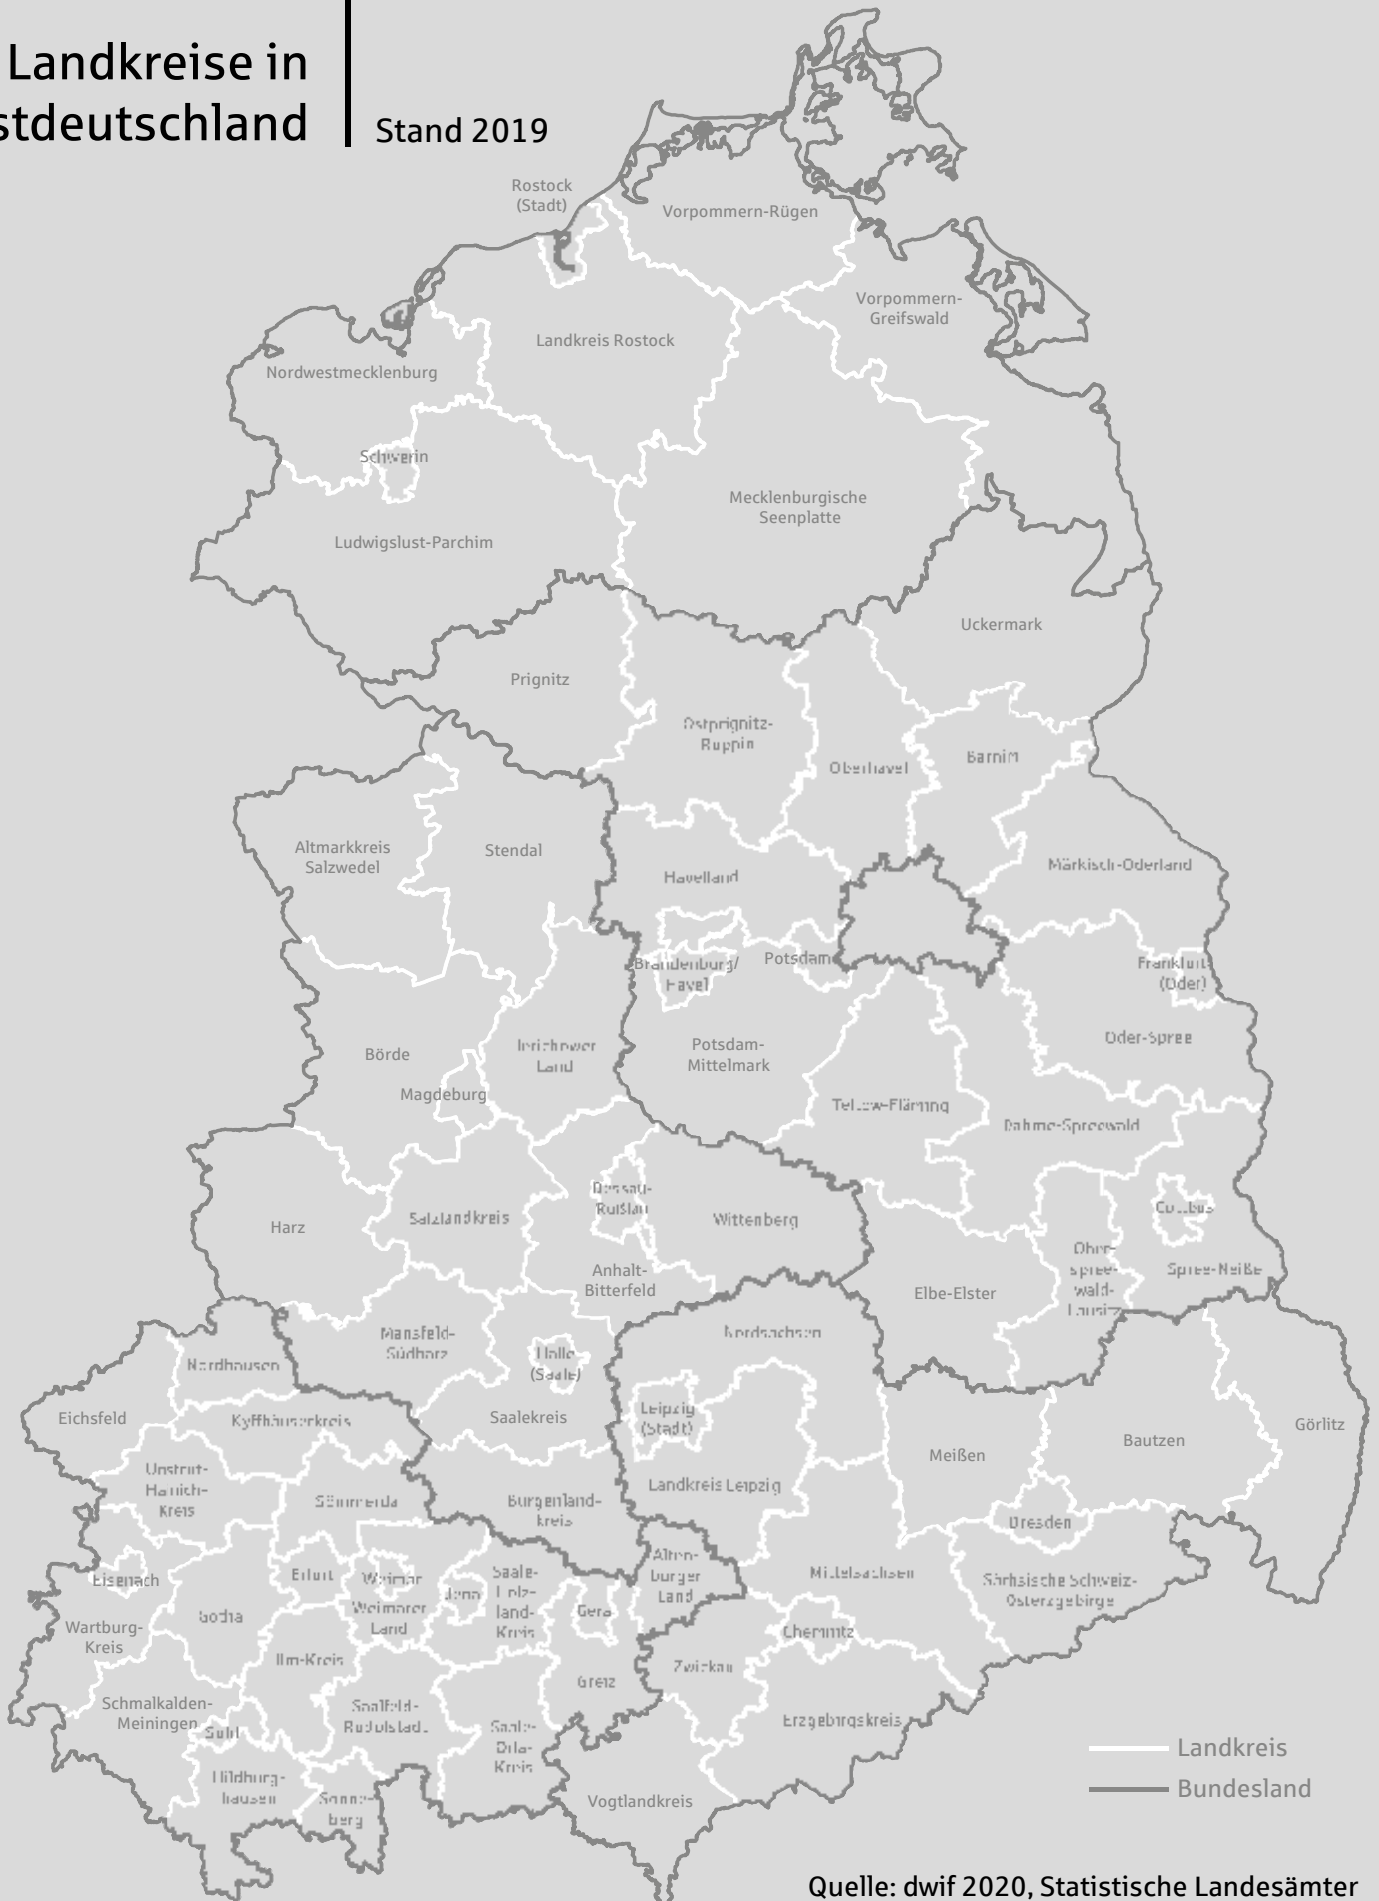 Landkreise in
stdeutschland
Stand 2019
Rostock
(Stadt)
Vorpommern-Rügen
Vorpommern-
Greifswald
Landkreis Rostock
Nordwestmecklenburg
Schwerin
Mecklenburgische
Seenplatte
Ludwigslust-Parchim
Uckermark
Prignitz
Ostprignitz-
Ruppin
Oberhavel
Barnim
Altmarkkreis
Salzwedel
Stendal
Havelland
Märkisch-Oderland
Brandenburg/
Havel
Potsdam
Frankfurt
(Oder)
Börde
Jerichower
Land
Potsdam-
Mittelmark
Oder-Spree
Magdeburg
Teltow-Fläming
Dahme-Spreewald
Dessau-
Roßlau
Harz
Salzlandkreis
Wittenberg
Cottbus
Anhalt-
Bitterfeld
Elbe-Elster
Ober-
spree-
wald-
Lausitz
Spree-Neiße
Mansfeld-
Südharz
Halle
(Saale)
Nordsachsen
Nordhausen
Eichsfeld
Kyffhäuserkreis
Saalekreis
Leipzig
(Stadt)
Meißen
Bautzen
Görlitz
Unstrut-
Hainich-
Kreis
Sömmerda
Burgenland-
kreis
Landkreis Leipzig
Dresden
Eisenach
Erfurt
Weimar
Jena
Saale-
Holz-
land-
Kreis
Alten-
burger
Land
Mittelsachsen
Sächsische Schweiz-
Osterzgebirge
Wartburg-
Kreis
Gotha
Weimarer
Land
Gera
Chemnitz
Ilm-Kreis
Zwickau
Greiz
Schmalkalden-
Meiningen
Suhl
Saalfeld-
Rudolstadt
Saale-
Orla-
Kreis
Erzgebirgskreis
Hildburg-
hausen
Sonne-
berg
Vogtlandkreis
Landkreis
Bundesland
Quelle: dwif 2020, Statistische Landesämter